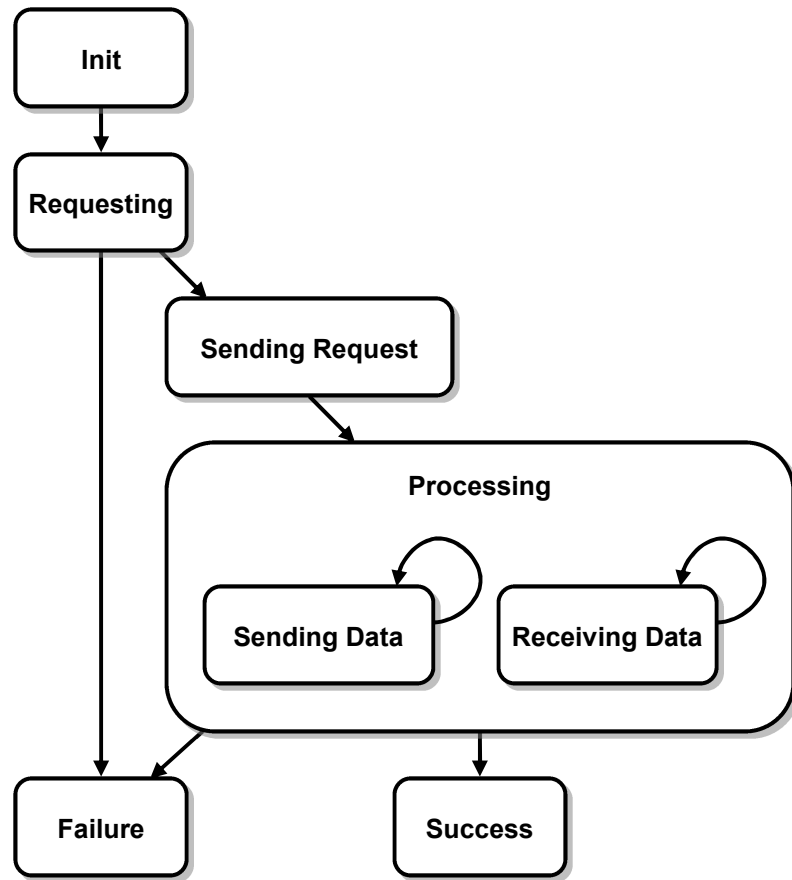 Init
Requesting
Sending Request
Processing
Sending Data
Receiving Data
Failure
Success